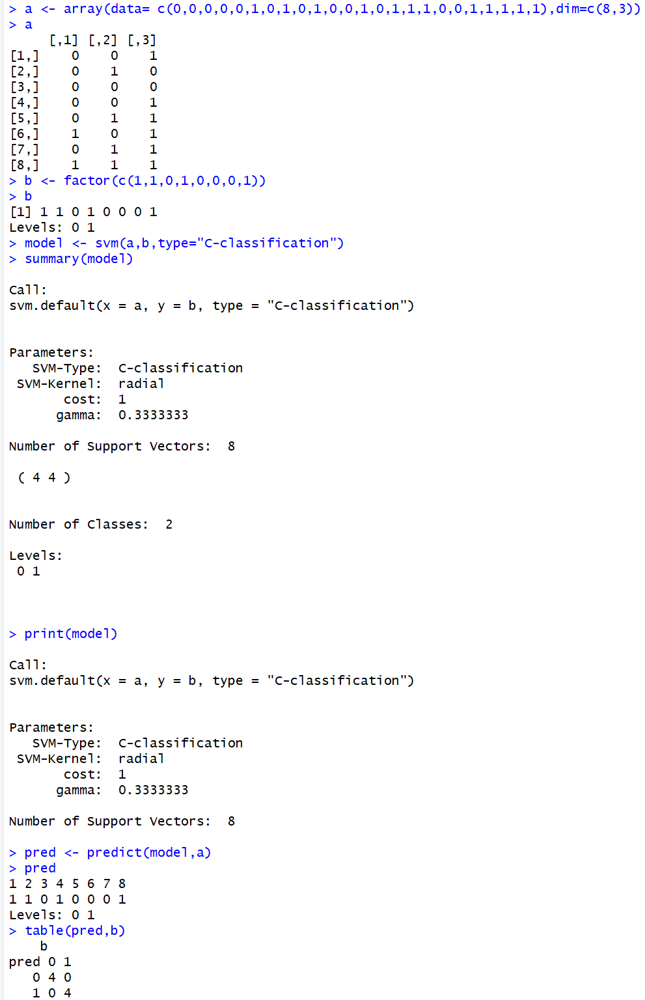 > a <- array(data= c(0,0,0,0,0,1,0,1,0,1,0,0,1,0,1,1,1,0,0,1,1,1,1,1),dim=c(8,3))
> a
     [,1] [,2] [,3]
[1,]    0    0    1
[2,]    0    1    0
[3,]    0    0    0
[4,]    0    0    1
[5,]    0    1    1
[6,]    1    0    1
[7,]    0    1    1
[8,]    1    1    1
> b <- factor(c(1,1,0,1,0,0,0,1))
> b
[1] 1 1 0 1 0 0 0 1
Levels: 0 1
> model <- svm(a,b,type="C-classification")
> summary(model)

Call:
svm.default(x = a, y = b, type = "C-classification")


Parameters:
   SVM-Type:  C-classification
 SVM-Kernel:  radial
       cost:  1
      gamma:  0.3333333

Number of Support Vectors:  8

 ( 4 4 )


Number of Classes:  2

Levels:
 0 1



> print(model)

Call:
svm.default(x = a, y = b, type = "C-classification")


Parameters:
   SVM-Type:  C-classification
 SVM-Kernel:  radial
       cost:  1
      gamma:  0.3333333

Number of Support Vectors:  8

> pred <- predict(model,a)
> pred
1 2 3 4 5 6 7 8
1 1 0 1 0 0 0 1
Levels: 0 1
> table(pred,b)
    b
pred 0 1
   0 4 0
   1 0 4